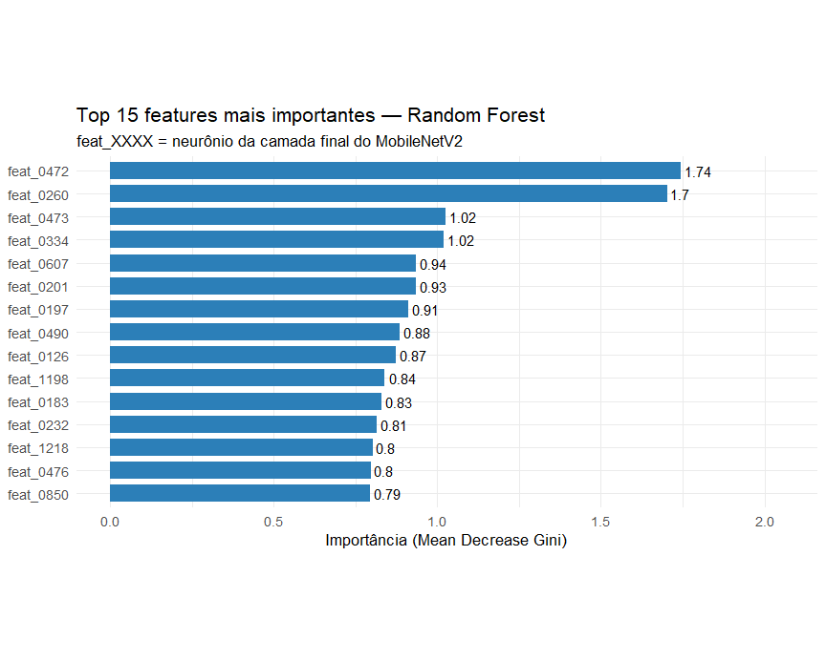 Top 15 features mais importantes — Random Forest
feat_XXXX = neurônio da camada final do MobileNetV2
feat_0472 1.74
feat_0260 1.7
feat_0473 1.02
feat_0334 1.02
feat_0607 0.94
feat_0201 0.93
feat_0197 0.91
feat_0490 0.88
feat_0126 0.87
feat_1198 0.84
feat_0183 0.83
feat_0232 0.81
feat_1218 0.8
feat_0476 0.8
feat_0850 0.79
0.0 0.5 1.0 1.5 2.0
Importância (Mean Decrease Gini)